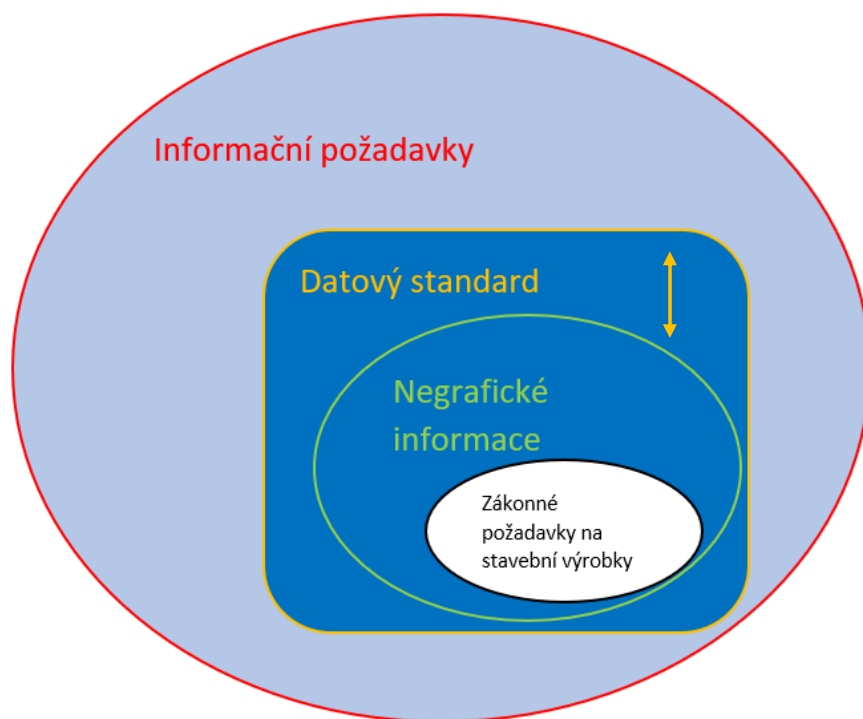 Informační požadavky
Datový standard
Negrafické
informace
Zákonné
požadavky na
stavební výrobky